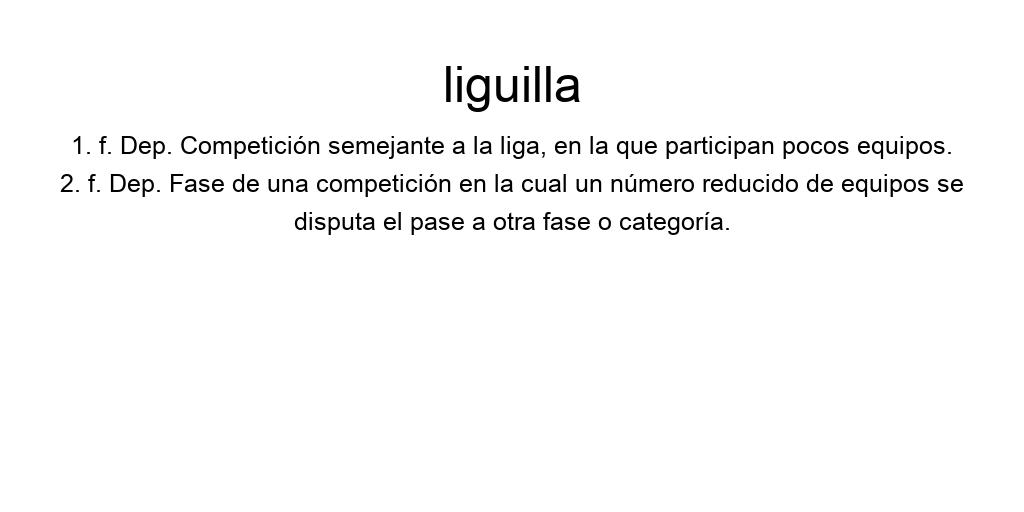 liguilla
1. f. Dep. Competición semejante a la liga, en la que participan pocos equipos.
2. f. Dep. Fase de una competición en la cual un número reducido de equipos se
disputa el pase a otra fase o categoría.